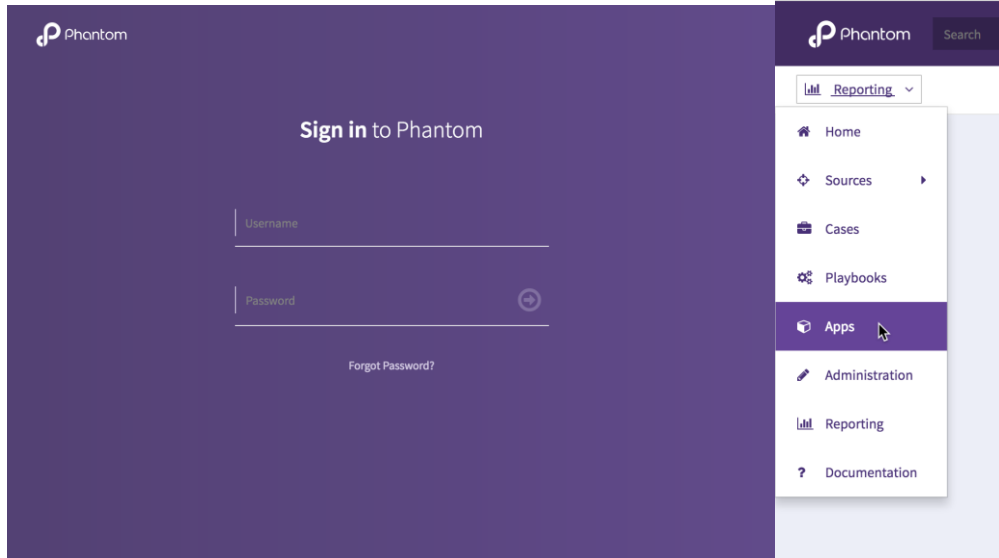 Phantom
Sign in to Phantom
Username
Password
Forgot Password?
Phantom
Search
Reporting
Home
Sources
Cases
Playbooks
Apps
Administration
Reporting
? Documentation